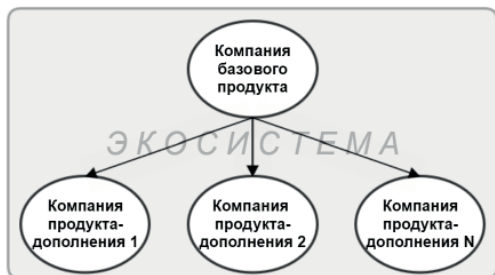 Компания
базового
продукта
ЭКОСИСТЕМА
Компания
продукта-
дополнения 1
Компания
продукта-
дополнения 2
Компания
продукта-
дополнения N